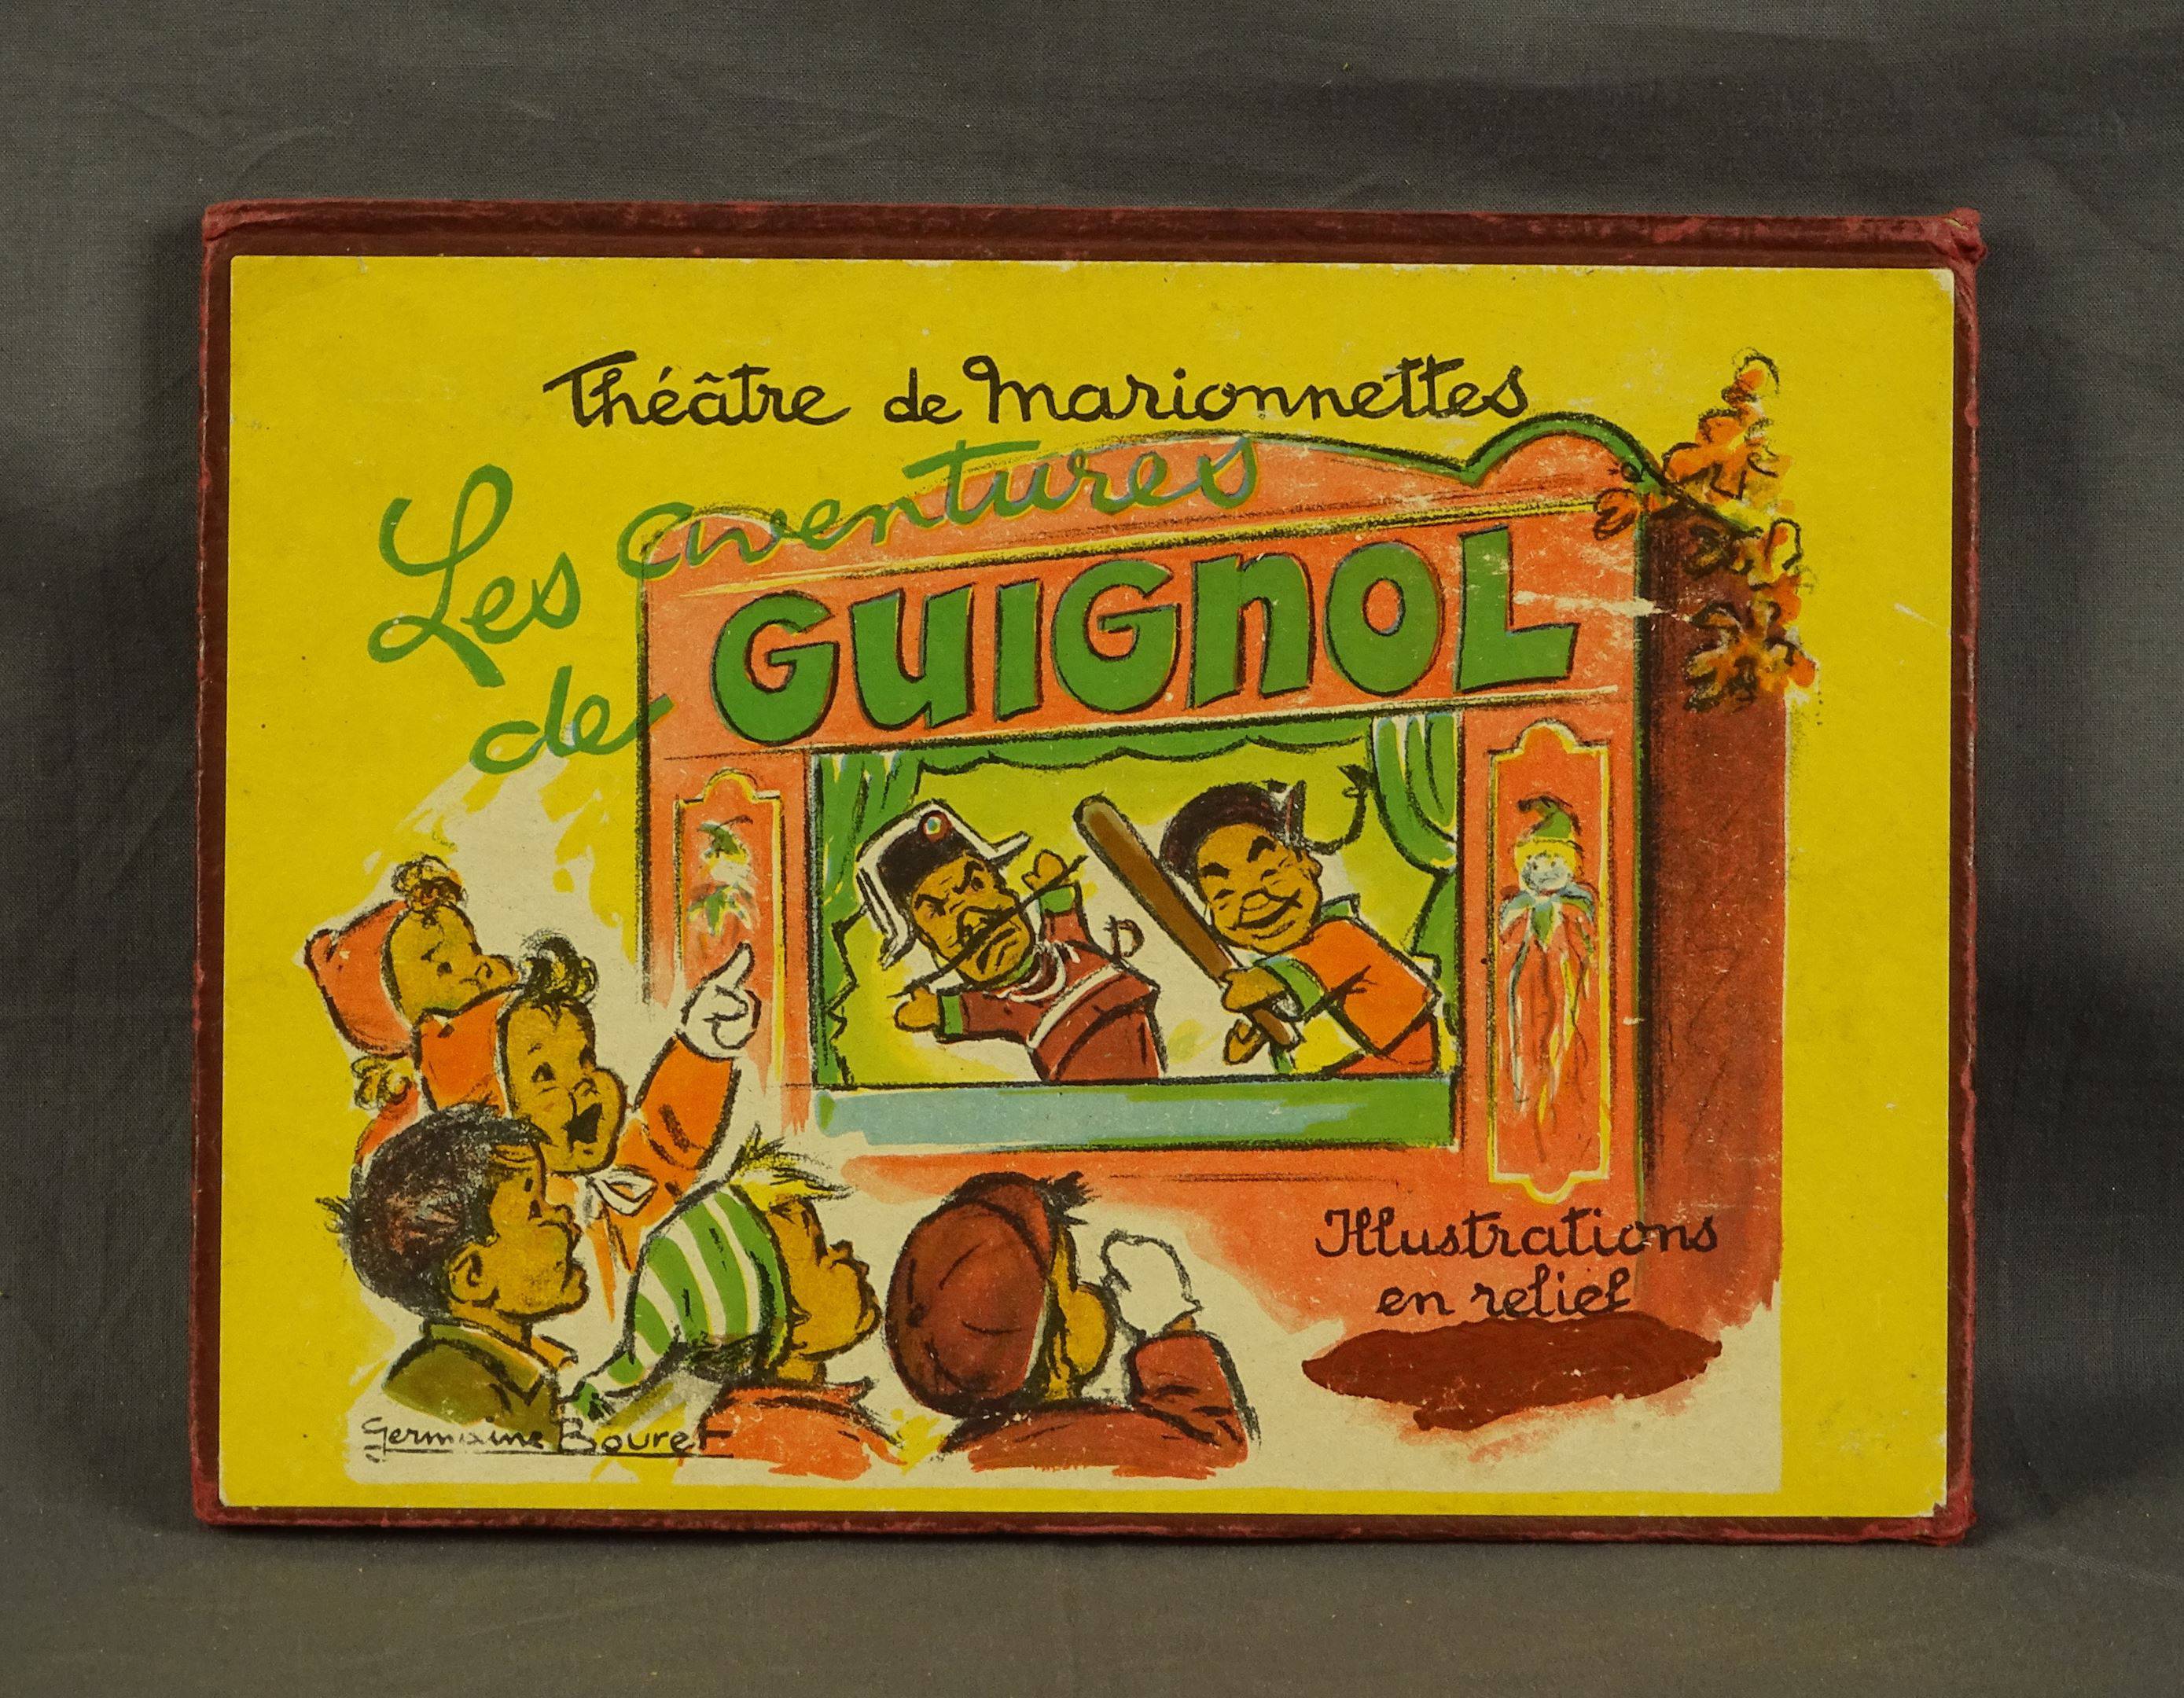 Théâtre de Marionnettes
Les aventures
de
GUIGNOL
Illustrations
en relief
Germaine Bouret